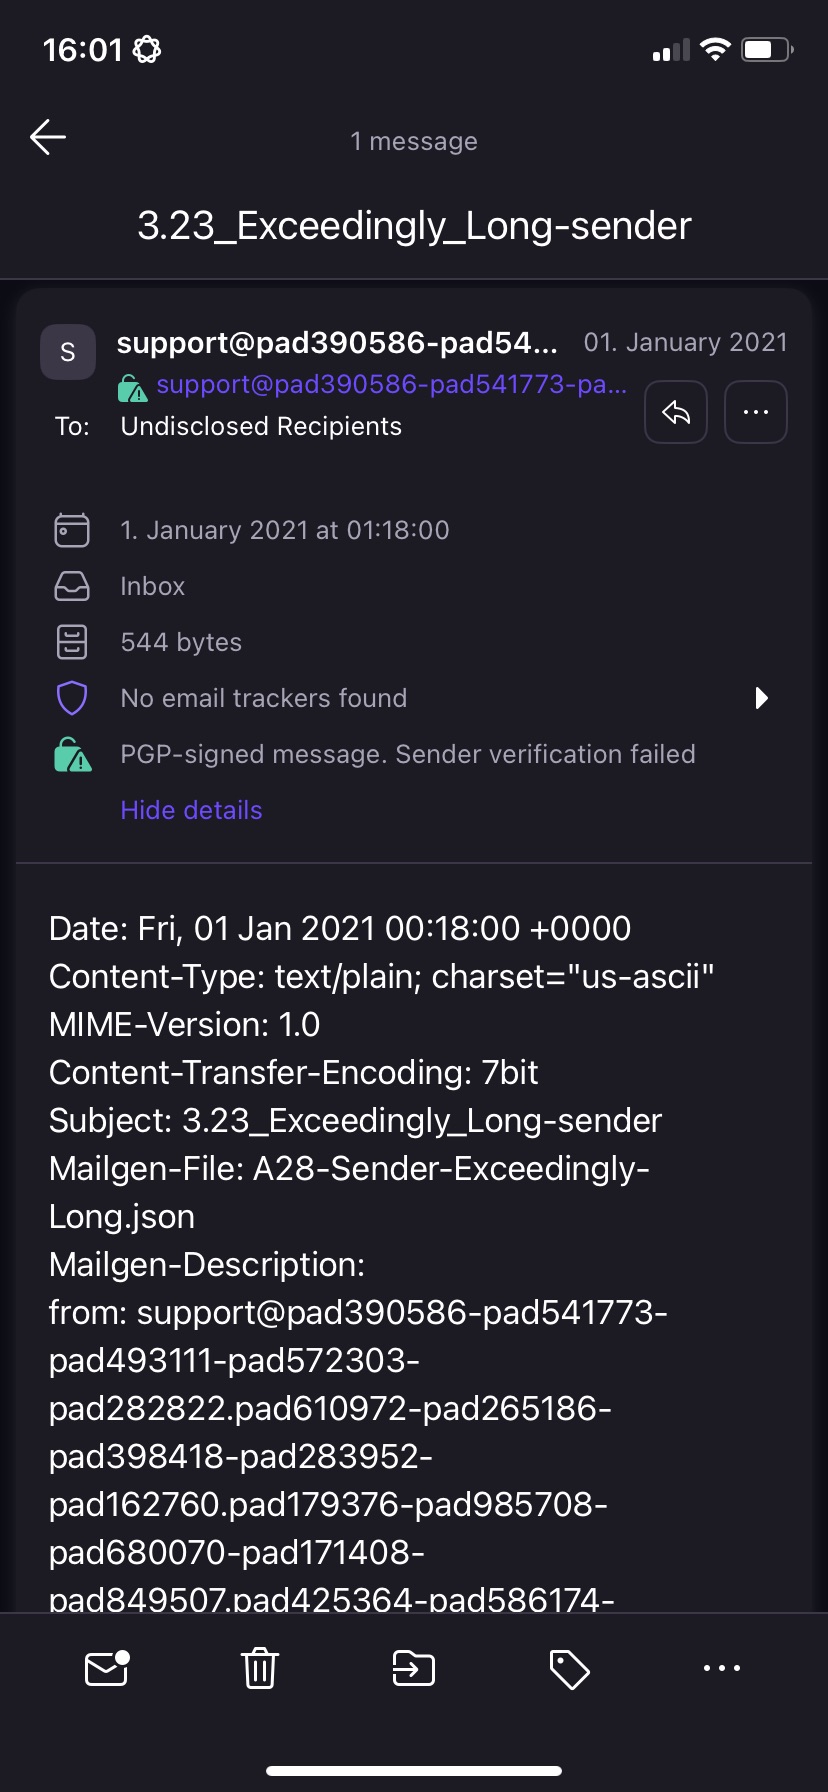 16:01
1 message
3.23_Exceedingly_Long-sender
S
support@pad390586-pad54... 01. January 2021
support@pad390586-pad541773-pa...
To: Undisclosed Recipients
1. January 2021 at 01:18:00
Inbox
544 bytes
No email trackers found
PGP-signed message. Sender verification failed
Hide details
Date: Fri, 01 Jan 2021 00:18:00 +0000
Content-Type: text/plain; charset="us-ascii"
MIME-Version: 1.0
Content-Transfer-Encoding: 7bit
Subject: 3.23_Exceedingly_Long-sender
Mailgen-File: A28-Sender-Exceedingly-
Long.json
Mailgen-Description:
from: support@pad390586-pad541773-
pad493111-pad572303-
pad282822.pad610972-pad265186-
pad398418-pad283952-
pad162760.pad179376-pad985708-
pad680070-pad171408-
pad849507.pad425364-pad586174-